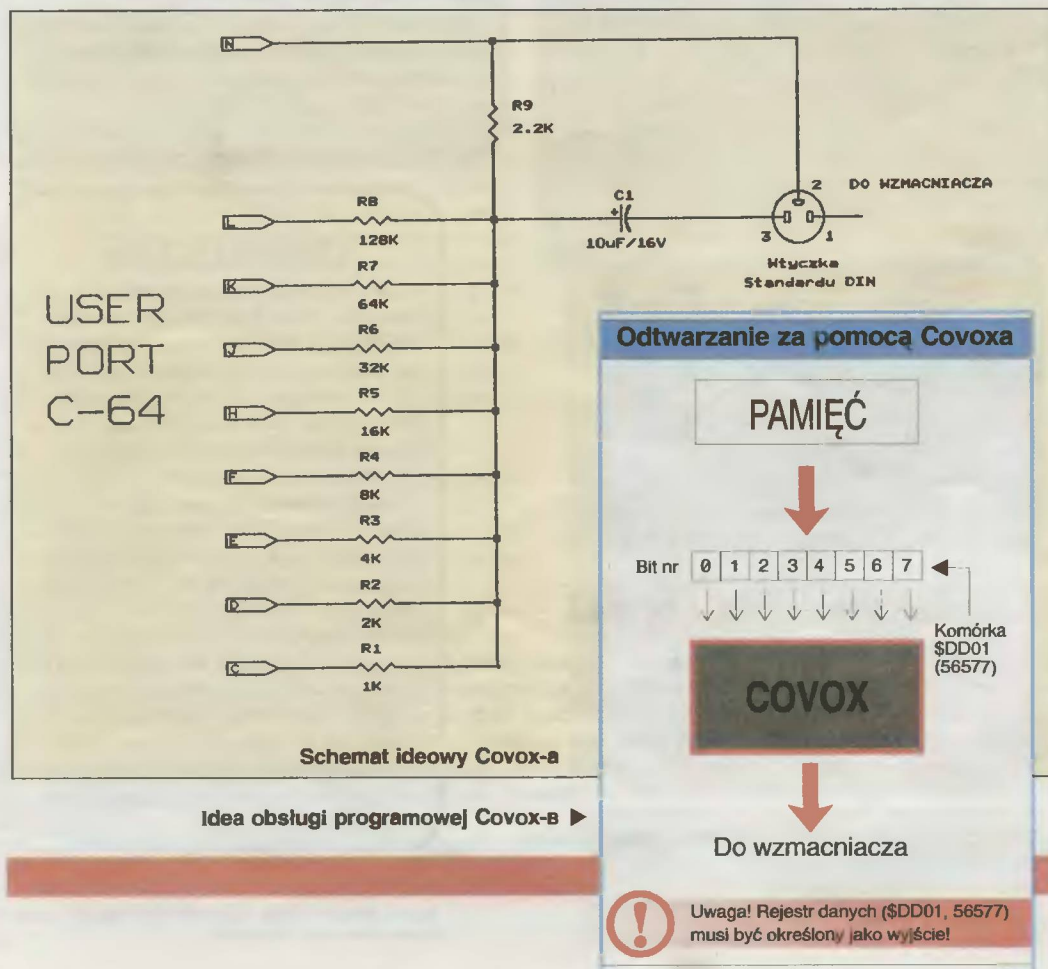 N
R9
2.2K
2
DO WZMACNIACZA
C1
10uF/16V
3
1
Wtyczka
Standardu DIN
USER
PORT
C-64
L
R8
128K
K
R7
64K
J
R6
32K
H
R5
16K
F
R4
8K
E
R3
4K
D
R2
2K
C
R1
1K
Schemat ideowy Covox-a
Idea obsługi programowej Covox-в ▶
Odtwarzanie za pomocą Covoxa
PAMIĘĆ
Bit nr 0 1 2 3 4 5 6 7
Komórka
$DD01
(56577)
COVOX
Do wzmacniacza
! Uwaga! Rejestr danych ($DD01, 56577)
musi być określony jako wyjście!